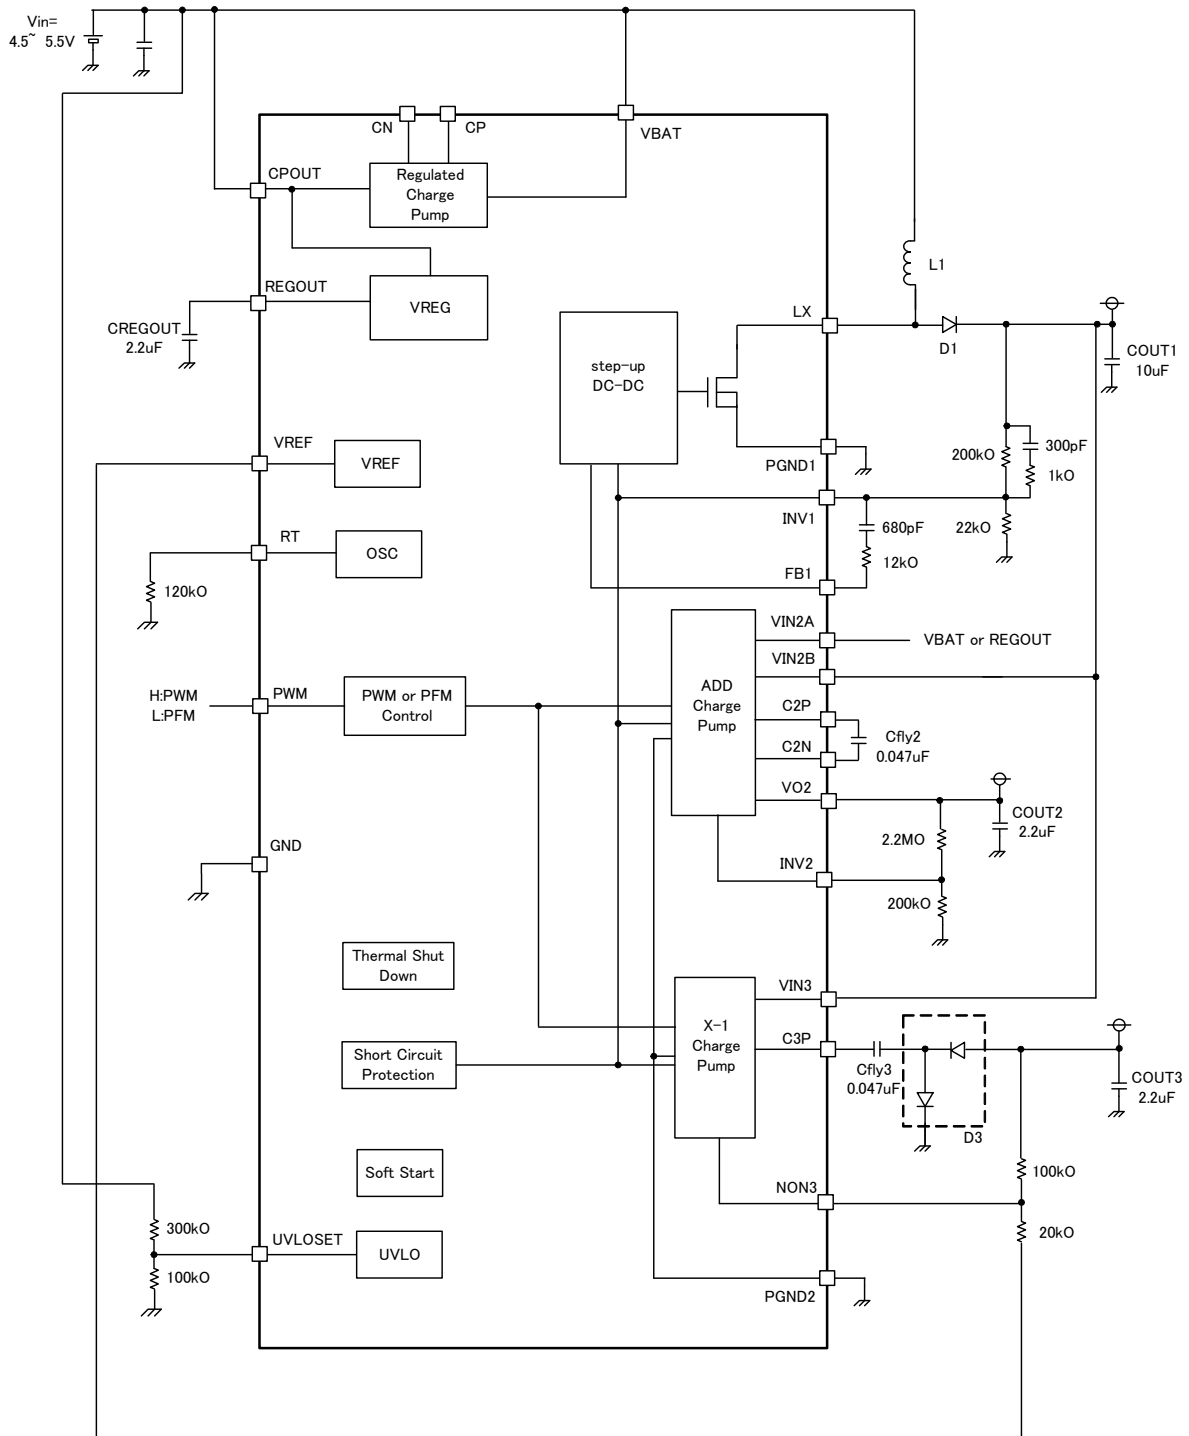 Vin=
4.5~ 5.5V
CN
CP
VBAT
CPOUT
Regulated
Charge
Pump
L1
REGOUT
VREG
LX
CREGOUT
2.2uF
D1
COUT1
10uF
step-up
DC-DC
VREF
VREF
PGND1
200kO
300pF
1kO
INV1
680pF
22kO
RT
OSC
12kO
FB1
120kO
VIN2A
VBAT or REGOUT
VIN2B
H:PWM
L:PFM
PWM
PWM or PFM
Control
ADD
Charge
Pump
C2P
Cfly2
0.047uF
C2N
VO2
COUT2
2.2uF
GND
2.2MO
INV2
200kO
Thermal Shut
Down
VIN3
X-1
Charge
Pump
C3P
Short Circuit
Protection
Cfly3
0.047uF
COUT3
2.2uF
D3
Soft Start
100kO
NON3
300kO
20kO
UVLOSET
UVLO
100kO
PGND2